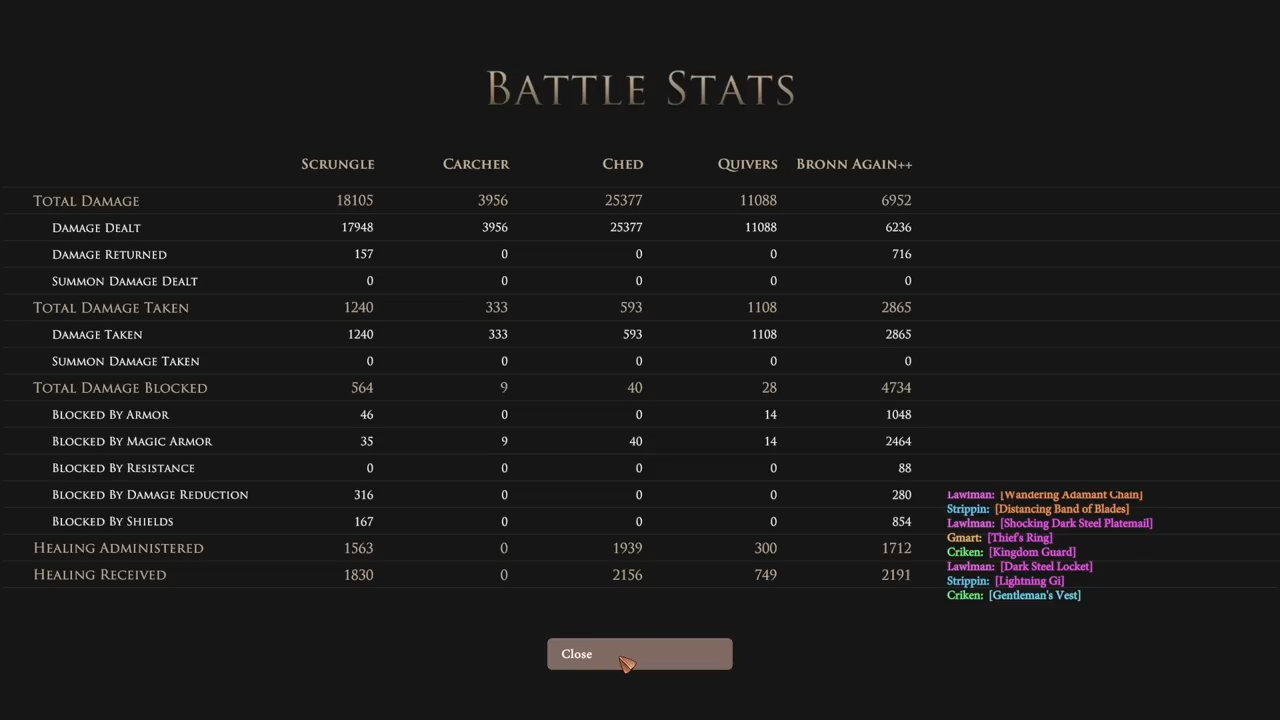 Battle Stats
Scrungle Carcher Ched Quivers Bronn Again++
Total Damage 18105 3956 25377 11088 6952
Damage Dealt 17948 3956 25377 11088 6236
Damage Returned 157 0 0 0 716
Summon Damage Dealt 0 0 0 0 0
Total Damage Taken 1240 333 593 1108 2865
Damage Taken 1240 333 593 1108 2865
Summon Damage Taken 0 0 0 0 0
Total Damage Blocked 564 9 40 28 4734
Blocked By Armor 46 0 0 14 1048
Blocked By Magic Armor 35 9 40 14 2464
Blocked By Resistance 0 0 0 0 88
Blocked By Damage Reduction 316 0 0 0 280
Blocked By Shields 167 0 0 0 854
Healing Administered 1563 0 1939 300 1712
Healing Received 1830 0 2156 749 2191
Lawlman: [Wandering Adamant Chain]
Strippin: [Distancing Band of Blades]
Lawlman: [Shocking Dark Steel Platemail]
Gmart: [Thief's Ring]
Criken: [Kingdom Guard]
Lawlman: [Dark Steel Locket]
Strippin: [Lightning Gi]
Criken: [Gentleman's Vest]
Close